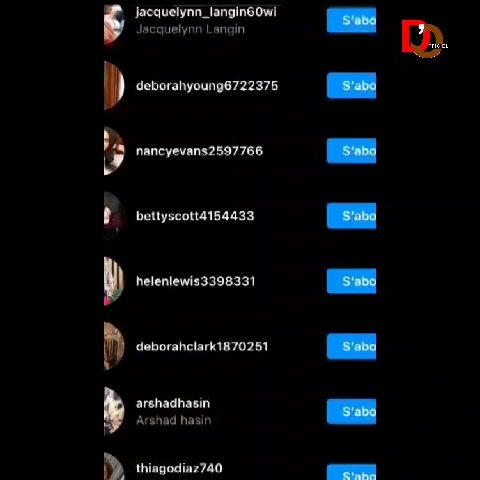 jacquelynn_langin60wi
Jacquelynn Langin
S'abo
deborahyoung6722375
S'abo
nancyevans2597766
S'abo
bettyscott4154433
S'abo
helenlewis3398331
S'abo
deborahclark1870251
S'abo
arshadhasin
Arshad hasin
S'abo
thiagodiaz740
S'abo